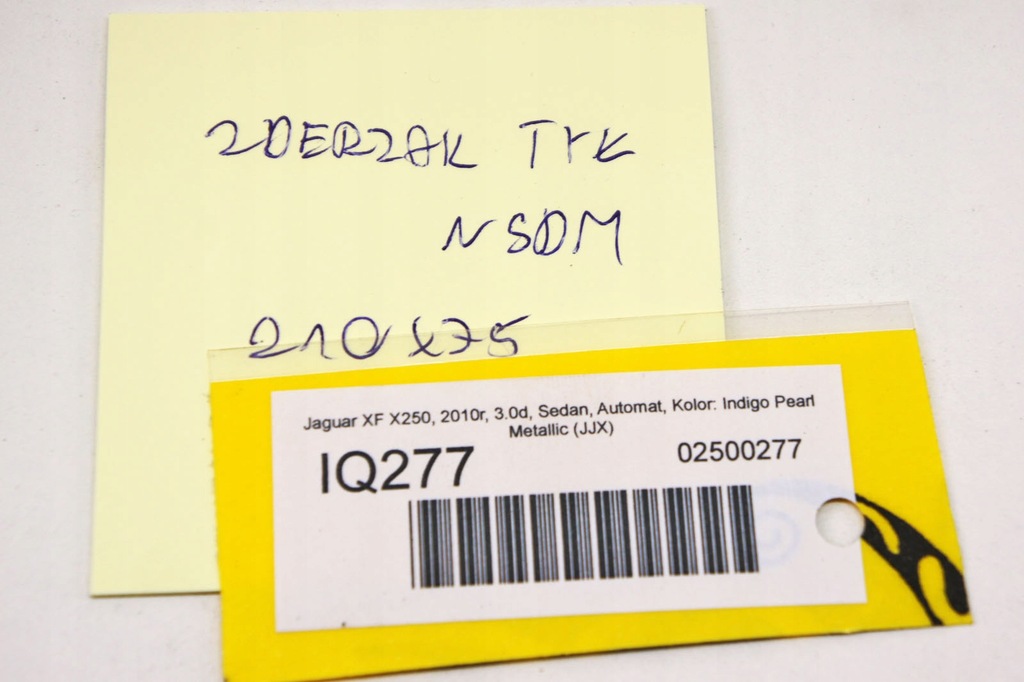 ZDERZAK TYŁ
NSDM
210X75
Jaguar XF X250, 2010r, 3.0d, Sedan, Automat, Kolor: Indigo Pearl
Metallic (JJX)
IQ277
02500277